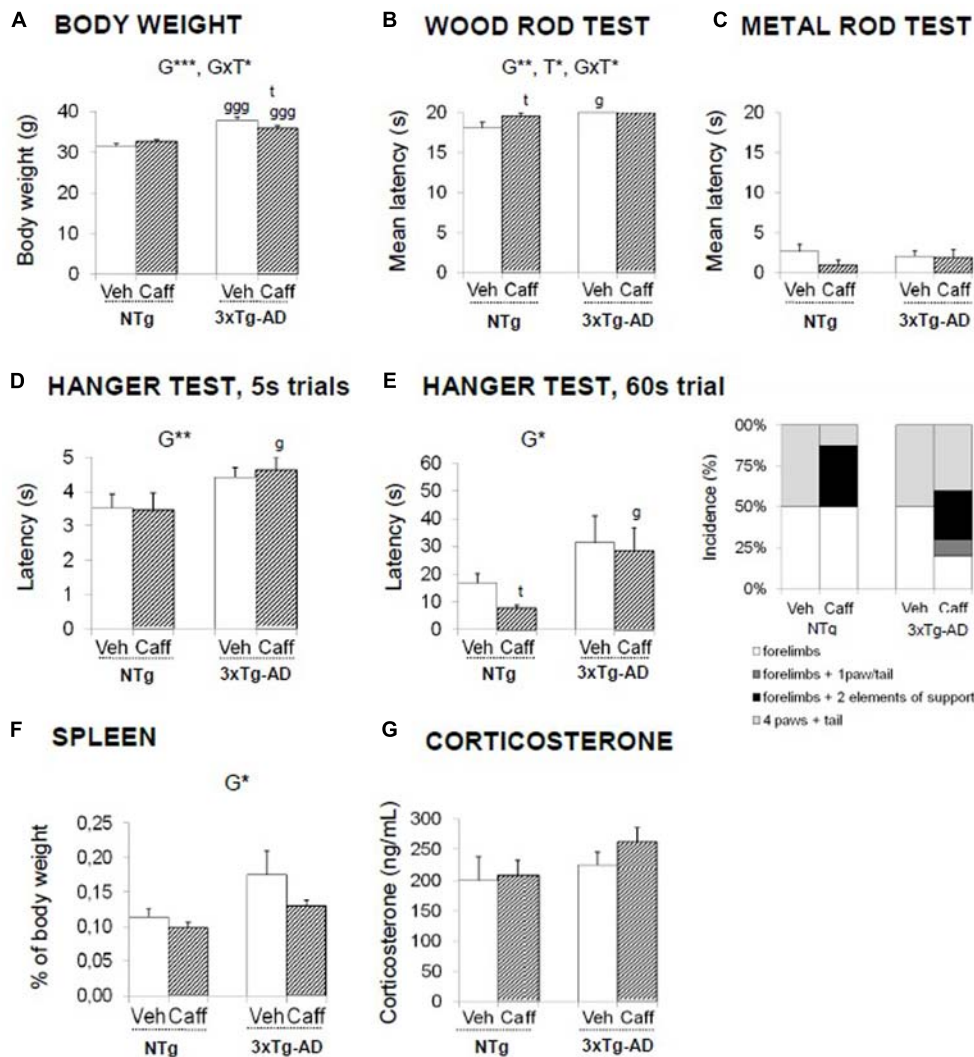 A BODY WEIGHT
G***, GxT*
t
ggg ggg
Body weight (g)
40
30
20
10
0
Veh Caff Veh Caff
NTg 3xTg-AD
B WOOD ROD TEST
G**, T*, GxT*
t g
Mean latency (s)
20
15
10
5
0
Veh Caff Veh Caff
NTg 3xTg-AD
C METAL ROD TEST
Mean latency (s)
20
15
10
5
0
Veh Caff Veh Caff
NTg 3xTg-AD
D HANGER TEST, 5s trials
G**
g
Latency (s)
5
4
3
2
1
0
Veh Caff Veh Caff
NTg 3xTg-AD
E HANGER TEST, 60s trial
G*
g
t
Latency (s)
60
50
40
30
20
10
0
Veh Caff Veh Caff
NTg 3xTg-AD
Incidence (%)
00%
75%
50%
25%
0%
Veh Caff Veh Caff
NTg 3xTg-AD
forelimbs
forelimbs + 1paw/tail
forelimbs + 2 elements of support
4 paws + tail
F SPLEEN
G*
% of body weight
0,25
0,20
0,15
0,10
0,05
0,00
Veh Caff Veh Caff
NTg 3xTg-AD
G CORTICOSTERONE
Corticosterone (ng/mL)
300
250
200
150
100
50
0
Veh Caff Veh Caff
NTg 3xTg-AD